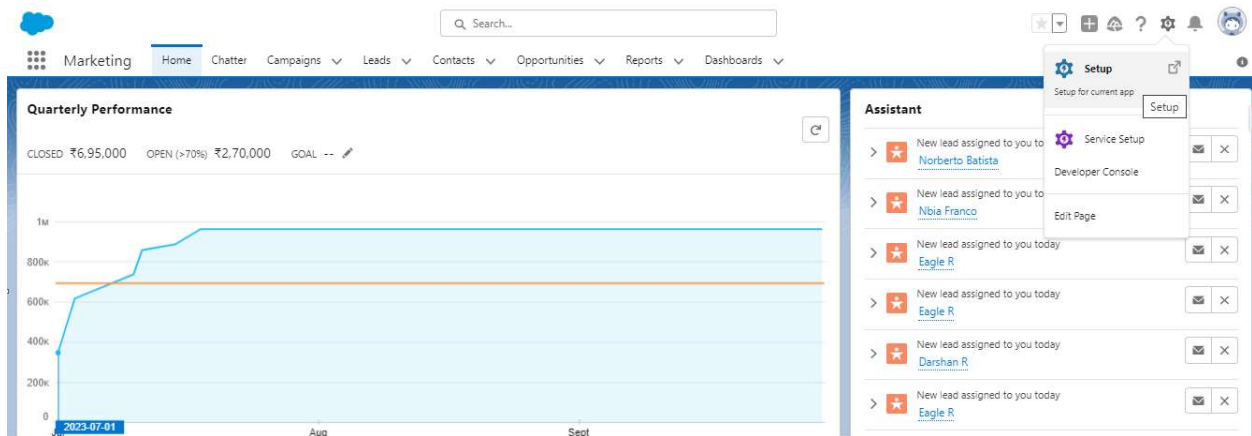 Search...
Marketing
Home
Chatter
Campaigns
Leads
Contacts
Opportunities
Reports
Dashboards
Quarterly Performance
CLOSED ₹6,95,000 OPEN (>70%) ₹2,70,000 GOAL --
1M
800K
600K
400K
200K
0
2023-07-01
Aug
Sept
Assistant
New lead assigned to you to
Norberto Batista
New lead assigned to you to
Nbia Franco
New lead assigned to you today
Eagle R
New lead assigned to you today
Eagle R
New lead assigned to you today
Darshan R
New lead assigned to you today
Eagle R
Setup
Setup for current app
Setup
Service Setup
Developer Console
Edit Page